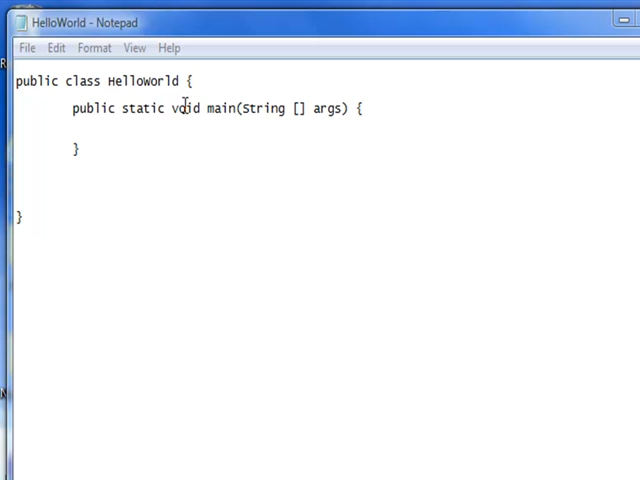 HelloWorld - Notepad
File Edit Format View Help
public class HelloWorld {
public static void main(String [] args) {
}
}